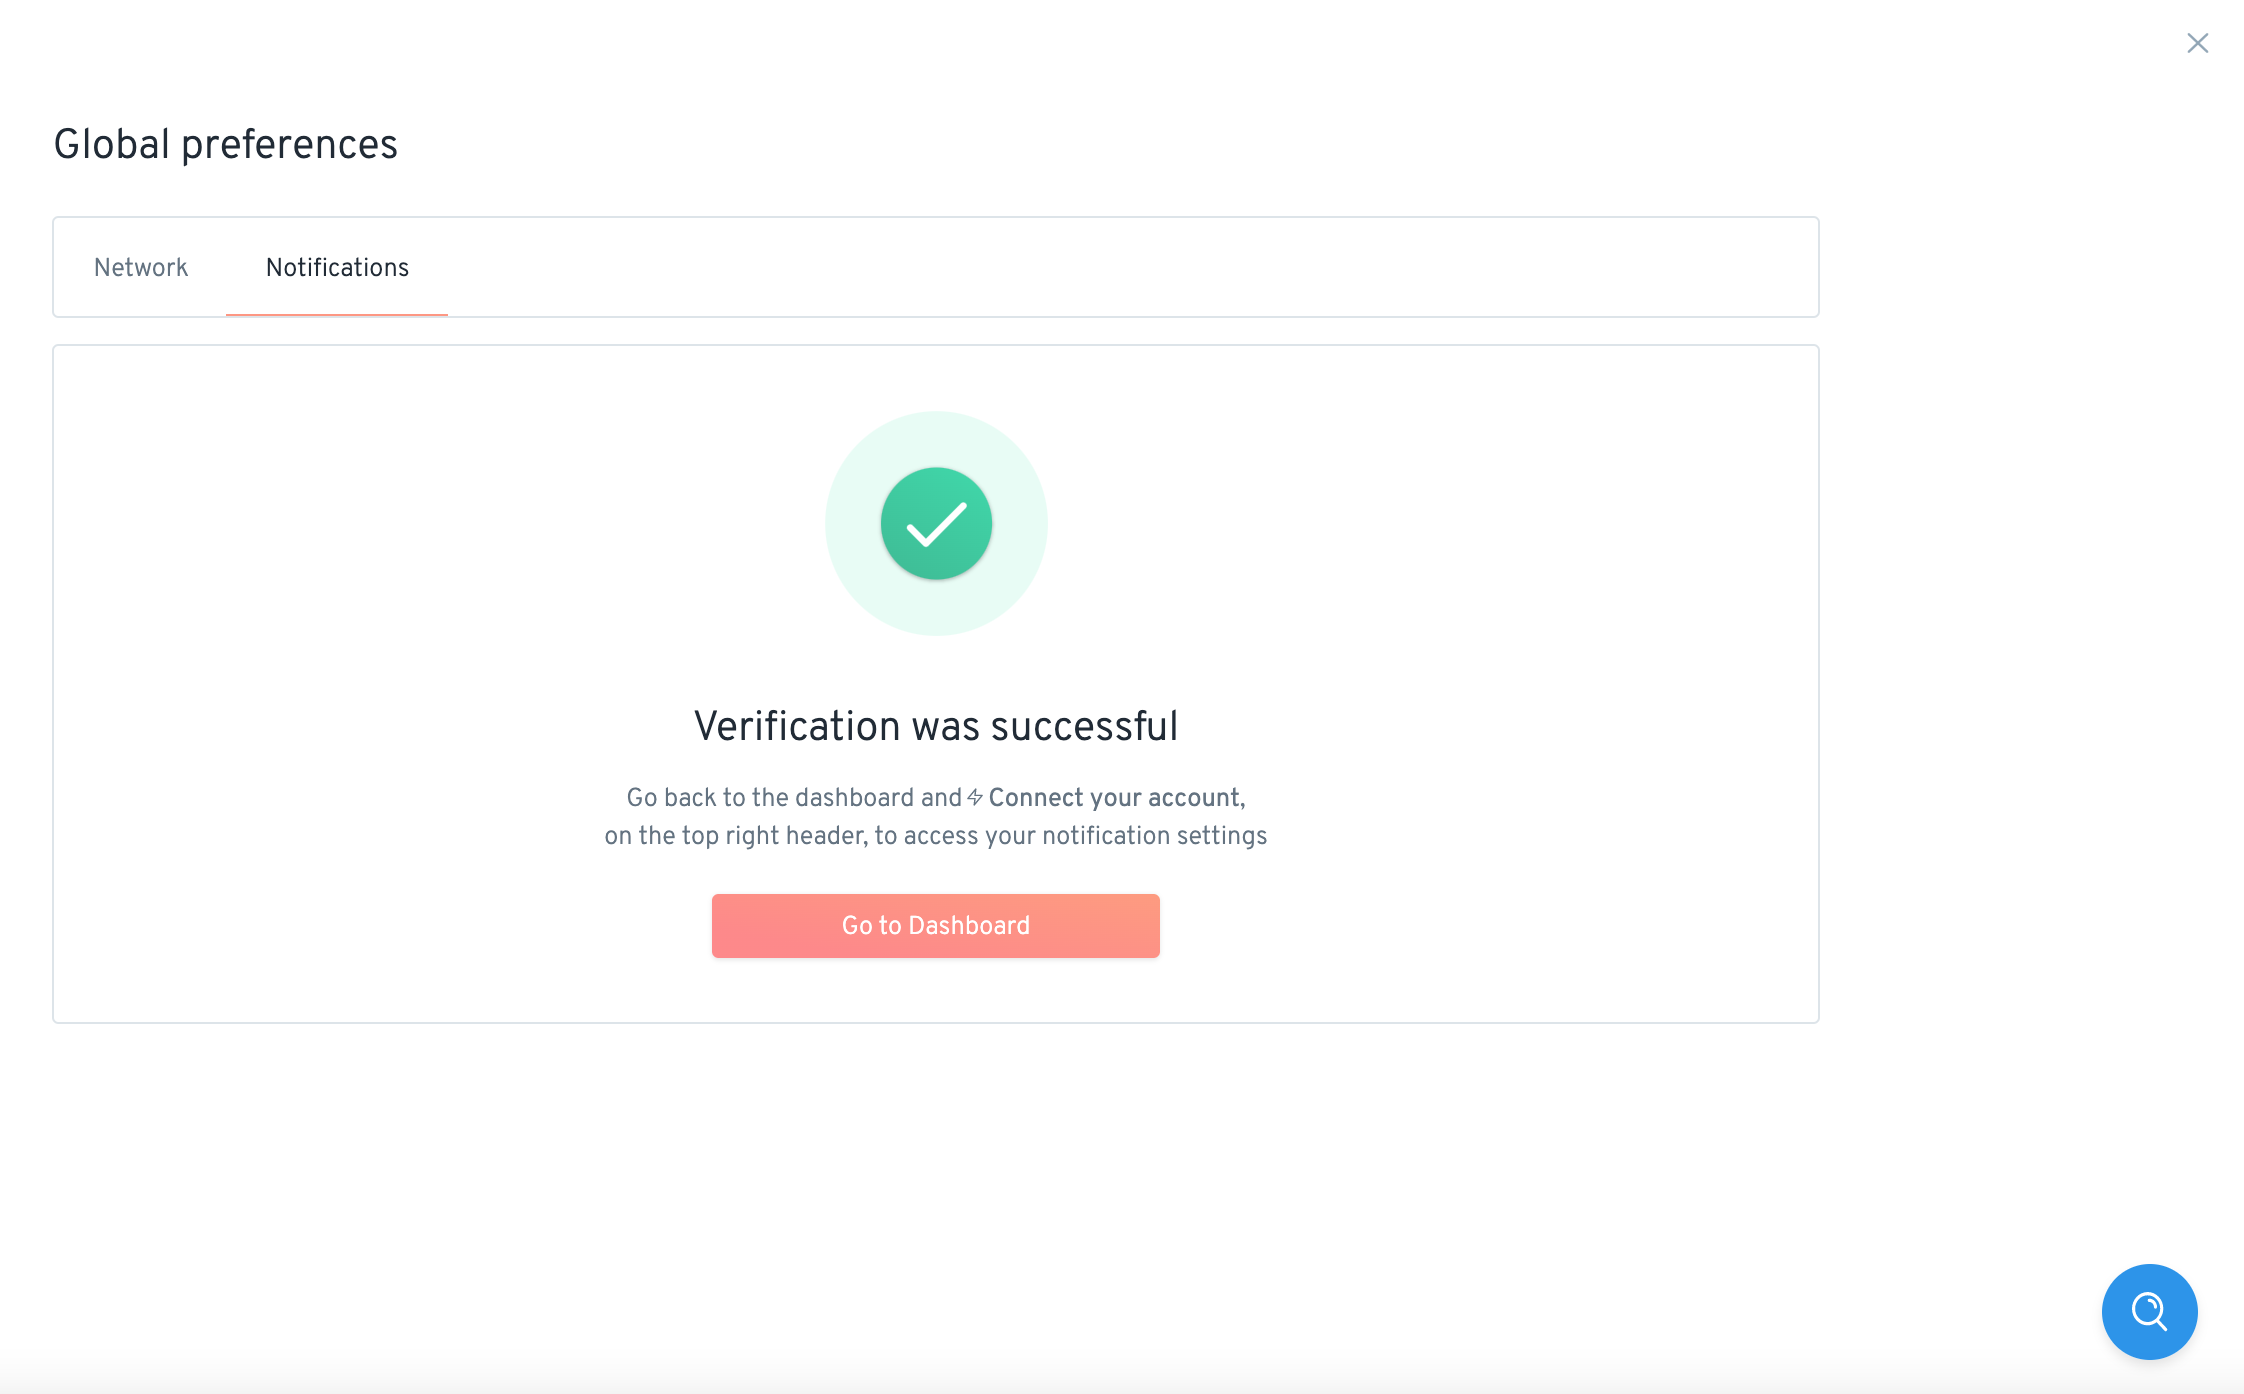 Global preferences
Network
Notifications
Verification was successful
Go back to the dashboard and Connect your account,
on the top right header, to access your notification settings
Go to Dashboard